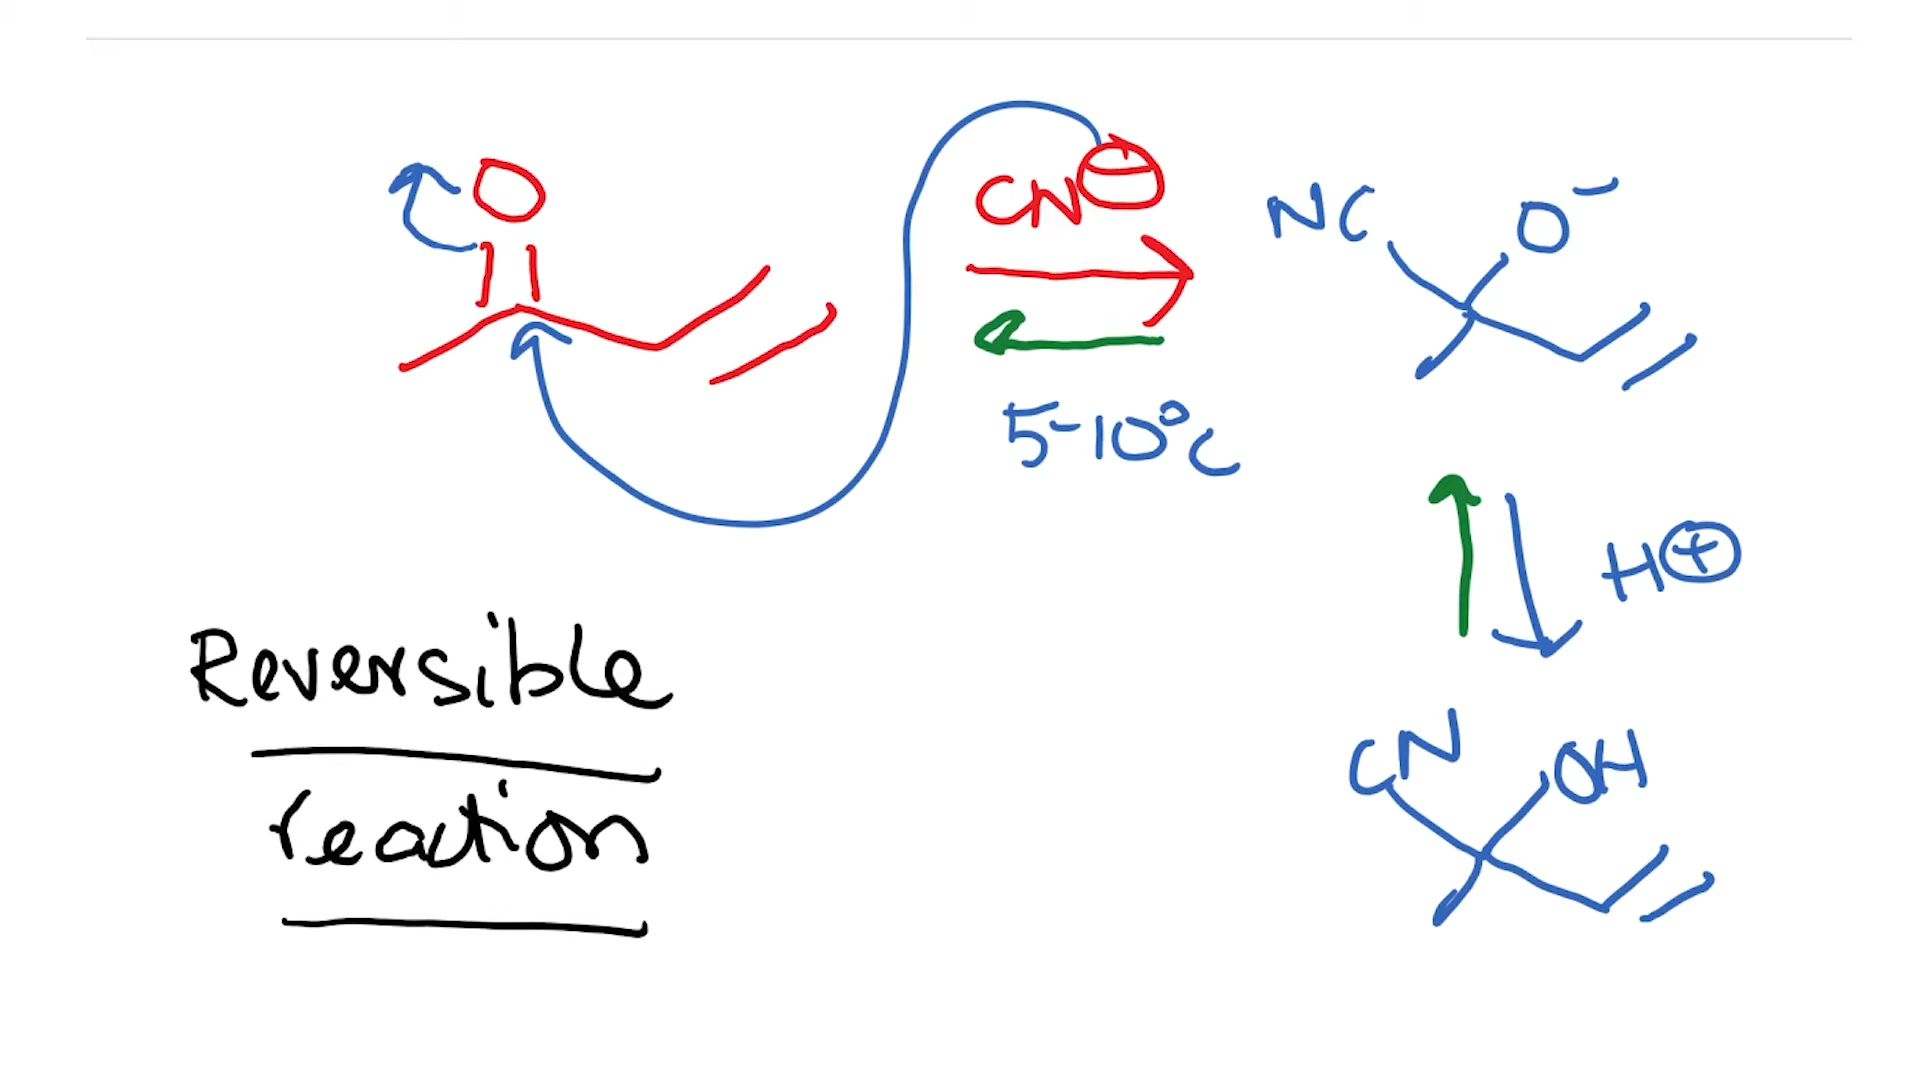 O
CN⊖
NC O⁻
5-10°C
H⊕
Reversible
reaction
CN OH